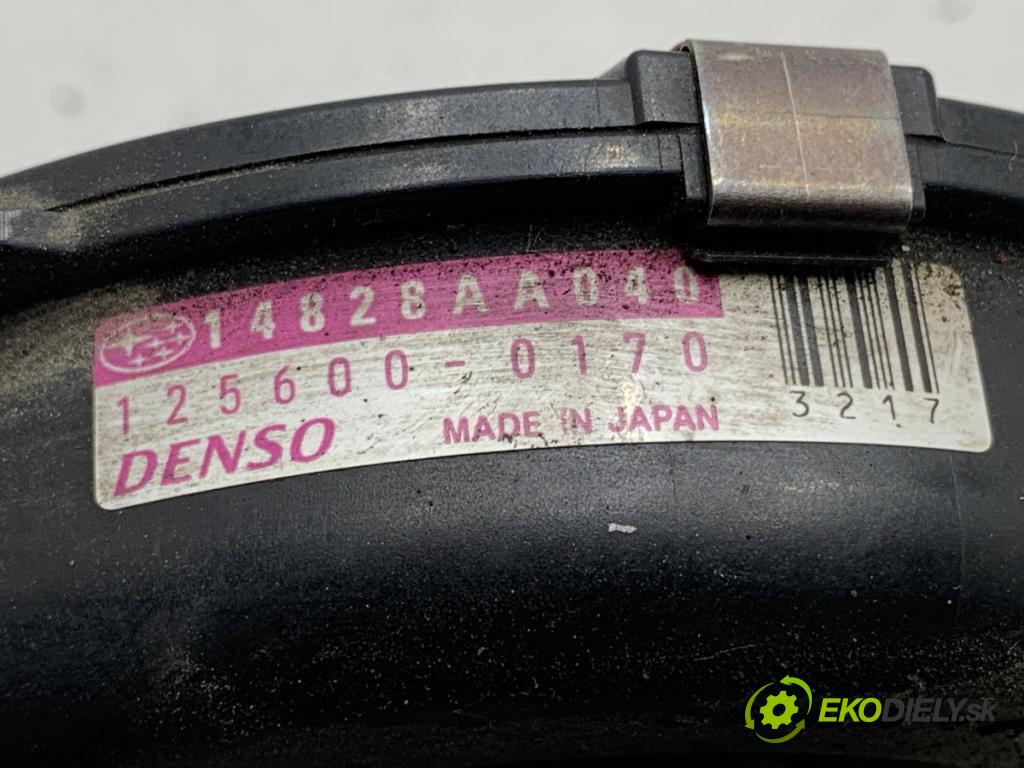 14828AA040
125600-0170
DENSO MADE IN JAPAN
3217
EKODIELY.sk